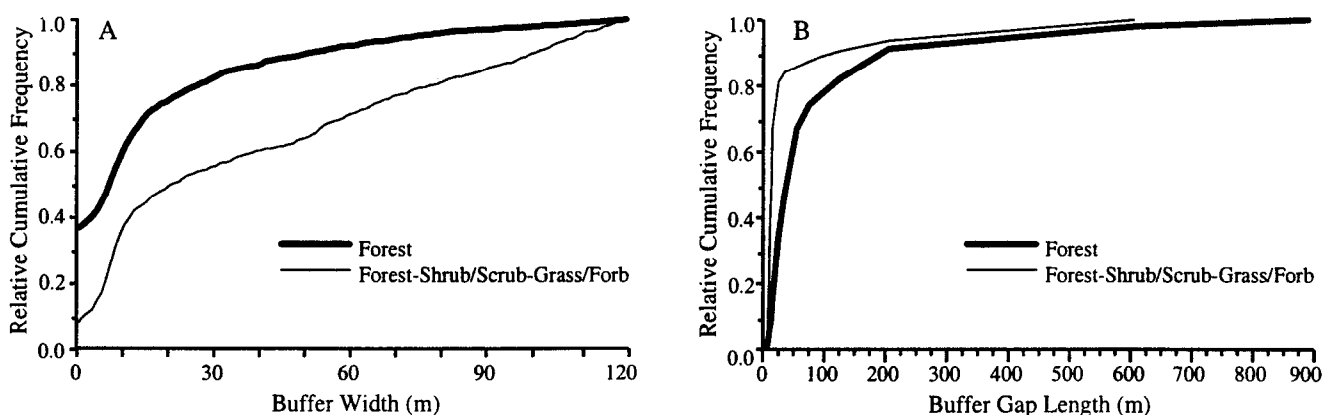 A
Relative Cumulative Frequency
1.0
0.8
0.6
0.4
0.2
0.0
Forest
Forest-Shrub/Scrub-Grass/Forb
0 30 60 90 120
Buffer Width (m)
B
Relative Cumulative Frequency
1.0
0.8
0.6
0.4
0.2
0.0
Forest
Forest-Shrub/Scrub-Grass/Forb
0 100 200 300 400 500 600 700 800 900
Buffer Gap Length (m)